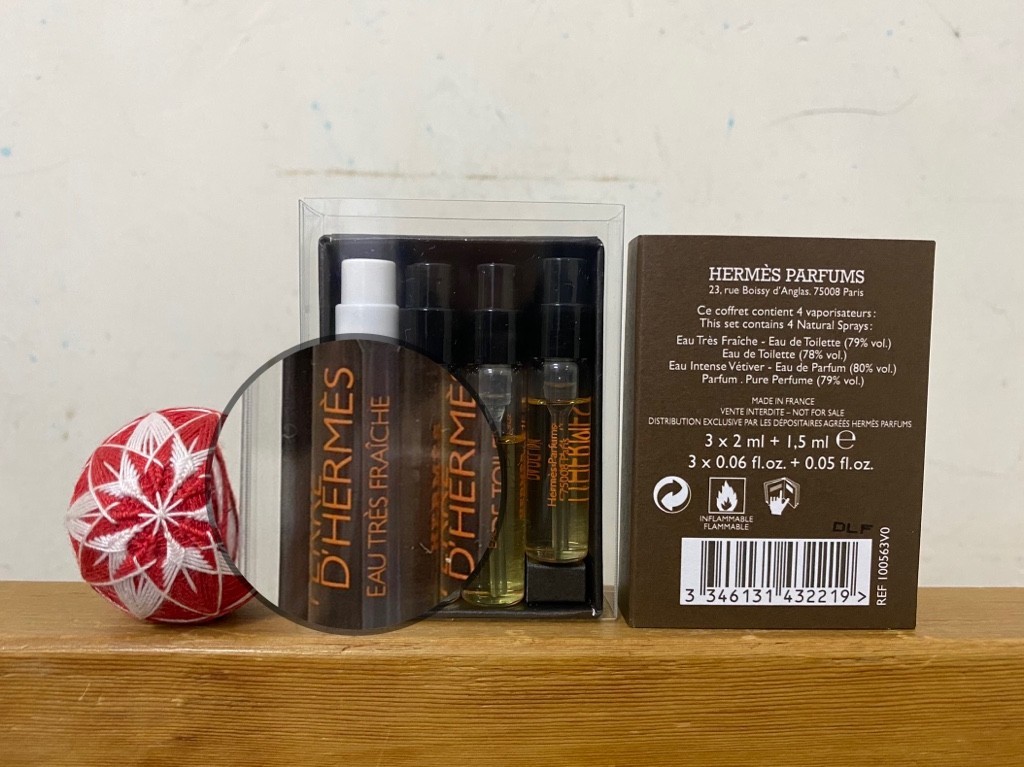 D'HERMÈS
EAU TRÈS FRAÎCHE
D'HERMÈ
Hermès Parfums
75008 Paris
HERMÈS PARFUMS
23, rue Boissy d'Anglas. 75008 Paris
Ce coffret contient 4 vaporisateurs :
This set contains 4 Natural Sprays :
Eau Très Fraîche - Eau de Toilette (79% vol.)
Eau de Toilette (78% vol.)
Eau Intense Vétiver - Eau de Parfum (80% vol.)
Parfum . Pure Perfume (79% vol.)
MADE IN FRANCE
VENTE INTERDITE – NOT FOR SALE
DISTRIBUTION EXCLUSIVE PAR LES DÉPOSITAIRES AGRÉÉS HERMÈS PARFUMS
3 x 2 ml + 1,5 ml ℮
3 x 0.06 fl.oz. + 0.05 fl.oz.
INFLAMMABLE
FLAMMABLE
DLF
3 346131 432219 >
REF 100563V0